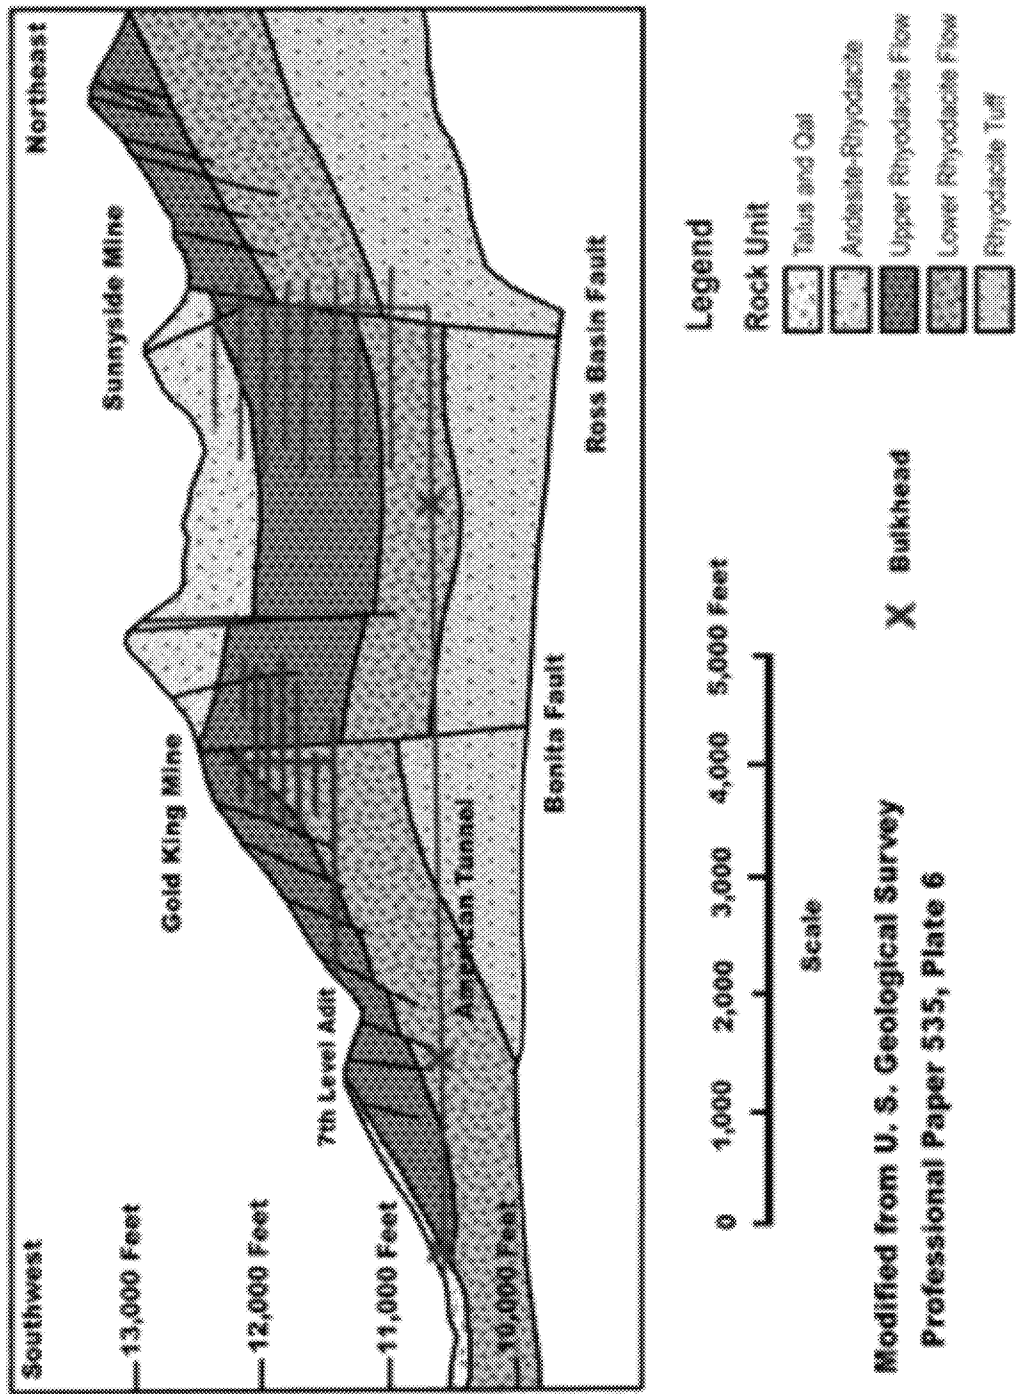 Southwest
Northeast
Sunnyside Mine
Gold King Mine
7th Level Adit
13,000 Feet
12,000 Feet
11,000 Feet
10,000 Feet
American Tunnel
Bonita Fault
Ross Basin Fault
0
1,000
2,000
3,000
4,000
5,000 Feet
Scale
X Bulkhead
Modified from U. S. Geological Survey
Professional Paper 535, Plate 6
Legend
Rock Unit
Talus and Qal
Andesite-Rhyodacite
Upper Rhyodacite Flow
Lower Rhyodacite Flow
Rhyodacite Tuff